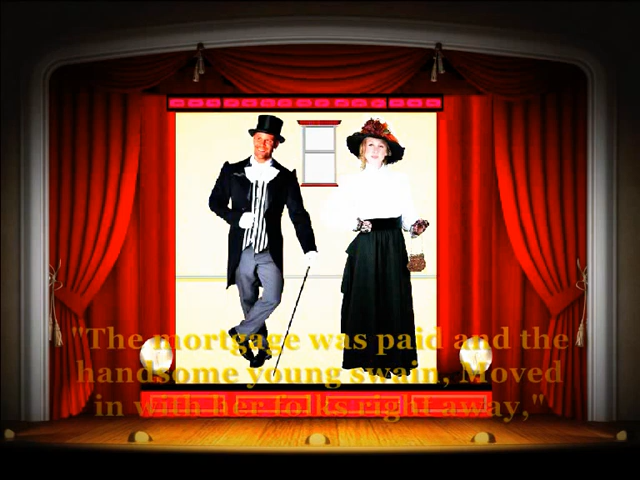 "The mortgage was paid and the
handsome young swain, Moved
in with her folks right away,"